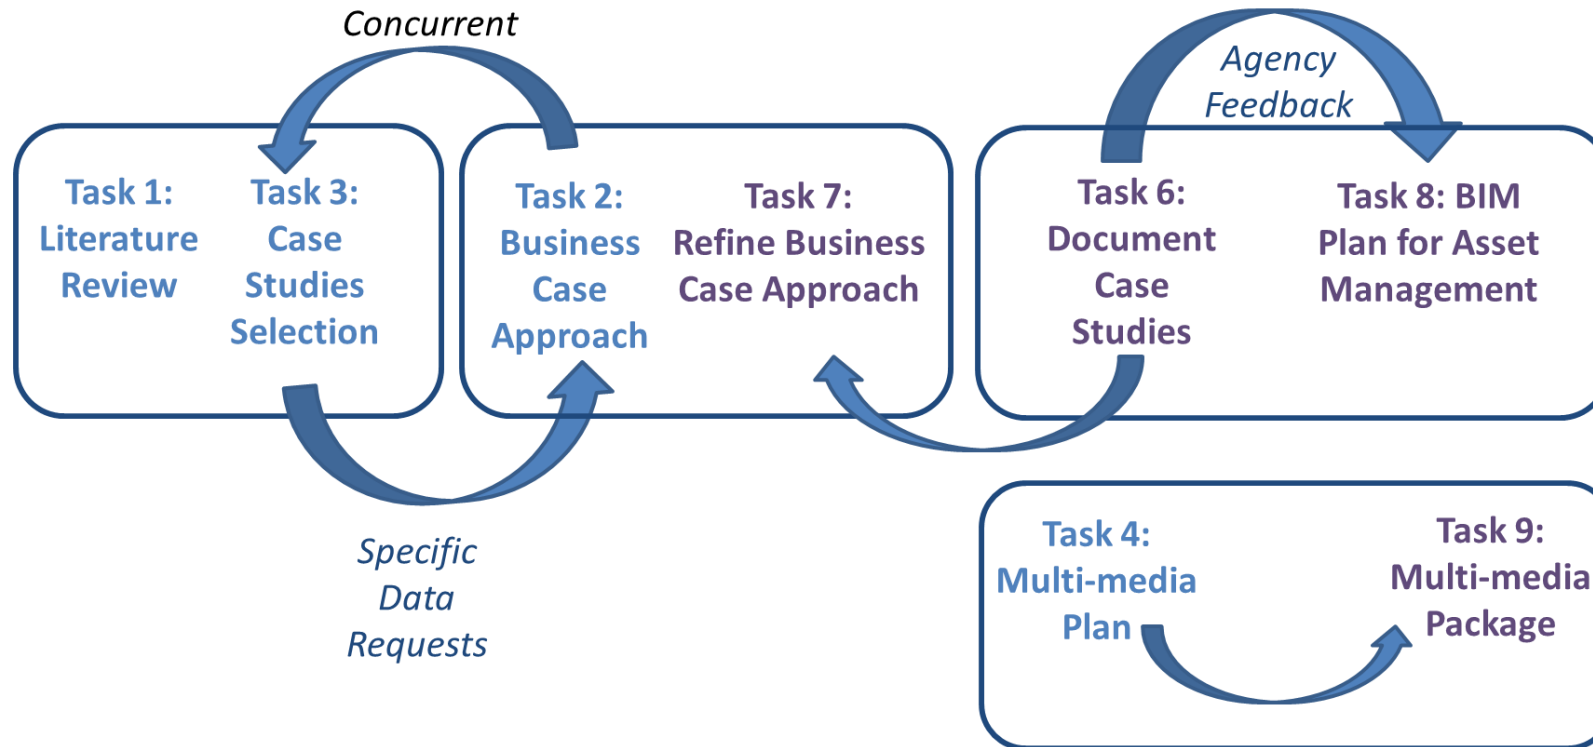 Concurrent
Agency
Feedback
Task 1:
Literature
Review
Task 3:
Case
Studies
Selection
Task 2:
Business
Case
Approach
Task 7:
Refine Business
Case Approach
Task 6:
Document
Case
Studies
Task 8: BIM
Plan for Asset
Management
Specific
Data
Requests
Task 4:
Multi-media
Plan
Task 9:
Multi-media
Package